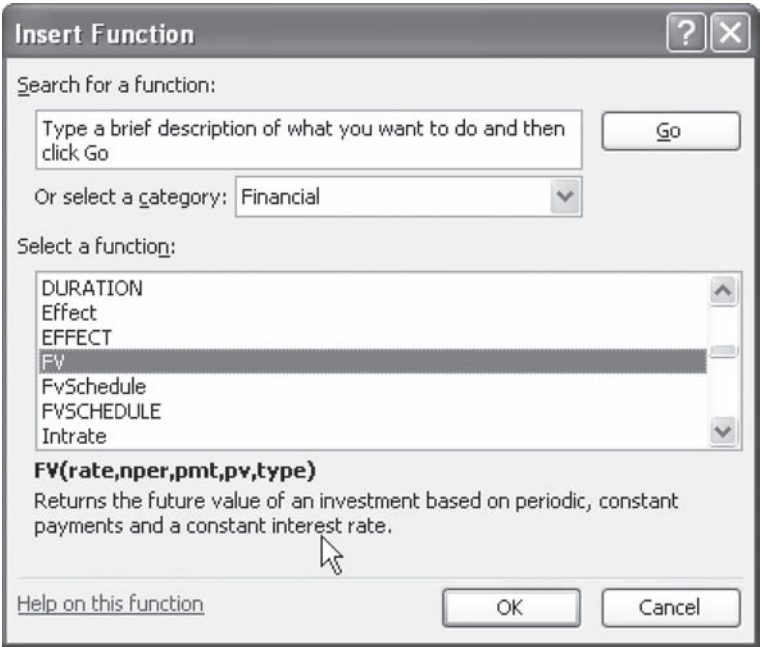 Insert Function
Search for a function:
Type a brief description of what you want to do and then
click Go
Go
Or select a category: Financial
Select a function:
DURATION
Effect
EFFECT
FV
FvSchedule
FVSCHEDULE
Intrate
FV(rate,nper,pmt,pv,type)
Returns the future value of an investment based on periodic, constant
payments and a constant interest rate.
Help on this function
OK
Cancel